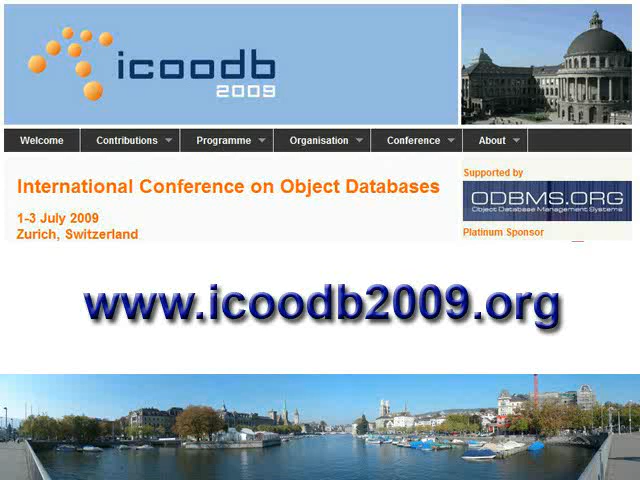 icoodb
2009
Welcome Contributions Programme Organisation Conference About
International Conference on Object Databases
1-3 July 2009
Zurich, Switzerland
Supported by
ODBMS.ORG
Object Database Management Systems
Platinum Sponsor
www.icoodb2009.org